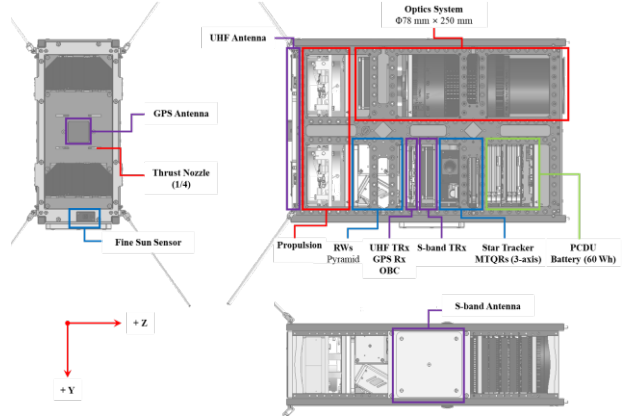 Optics System
Φ78 mm × 250 mm
UHF Antenna
GPS Antenna
Thrust Nozzle
(1/4)
Fine Sun Sensor
Propulsion
RWs
Pyramid
UHF TRx
GPS Rx
OBC
S-band TRx
Star Tracker
MTQRs (3-axis)
PCDU
Battery (60 Wh)
S-band Antenna
+ Z
+ Y